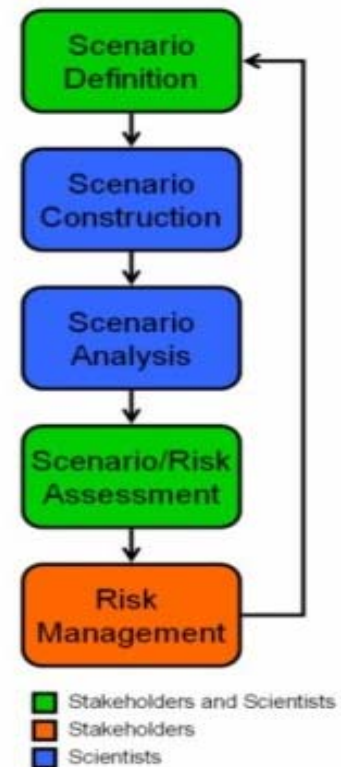 Scenario
Definition
Scenario
Construction
Scenario
Analysis
Scenario/Risk
Assessment
Risk
Management
Stakeholders and Scientists
Stakeholders
Scientists